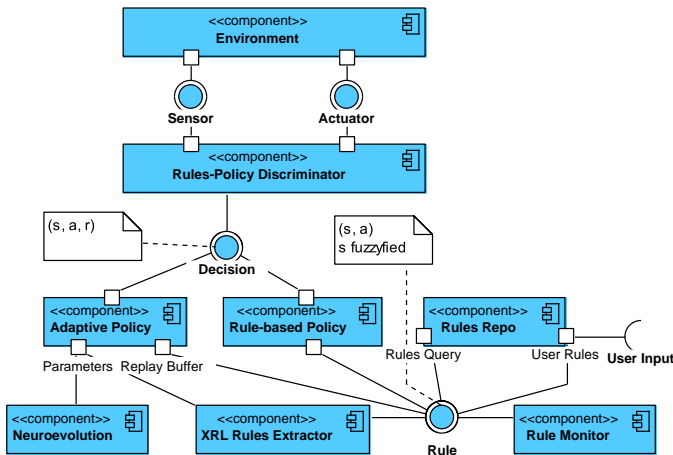 <<component>>
Environment
Sensor
Actuator
<<component>>
Rules-Policy Discriminator
(s, a, r)
(s, a)
s fuzzyfied
Decision
<<component>>
Adaptive Policy
<<component>>
Rule-based Policy
<<component>>
Rules Repo
Rules Query
User Rules
User Input
Parameters
Replay Buffer
<<component>>
Neuroevolution
<<component>>
XRL Rules Extractor
Rule
<<component>>
Rule Monitor